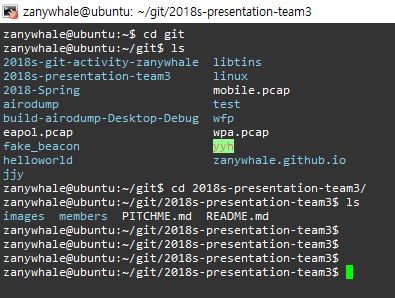 zanywhale@ubuntu: ~/git/2018s-presentation-team3
zanywhale@ubuntu:~$ cd git
zanywhale@ubuntu:~/git$ ls
2018s-git-activity-zanywhale libtins
2018s-presentation-team3 linux
2018-Spring mobile.pcap
airodump test
build-airodump-Desktop-Debug wfp
eapol.pcap wpa.pcap
fake_beacon yyh
helloworld zanywhale.github.io
jjy
zanywhale@ubuntu:~/git$ cd 2018s-presentation-team3/
zanywhale@ubuntu:~/git/2018s-presentation-team3$ ls
images members PITCHME.md README.md
zanywhale@ubuntu:~/git/2018s-presentation-team3$
zanywhale@ubuntu:~/git/2018s-presentation-team3$
zanywhale@ubuntu:~/git/2018s-presentation-team3$
zanywhale@ubuntu:~/git/2018s-presentation-team3$